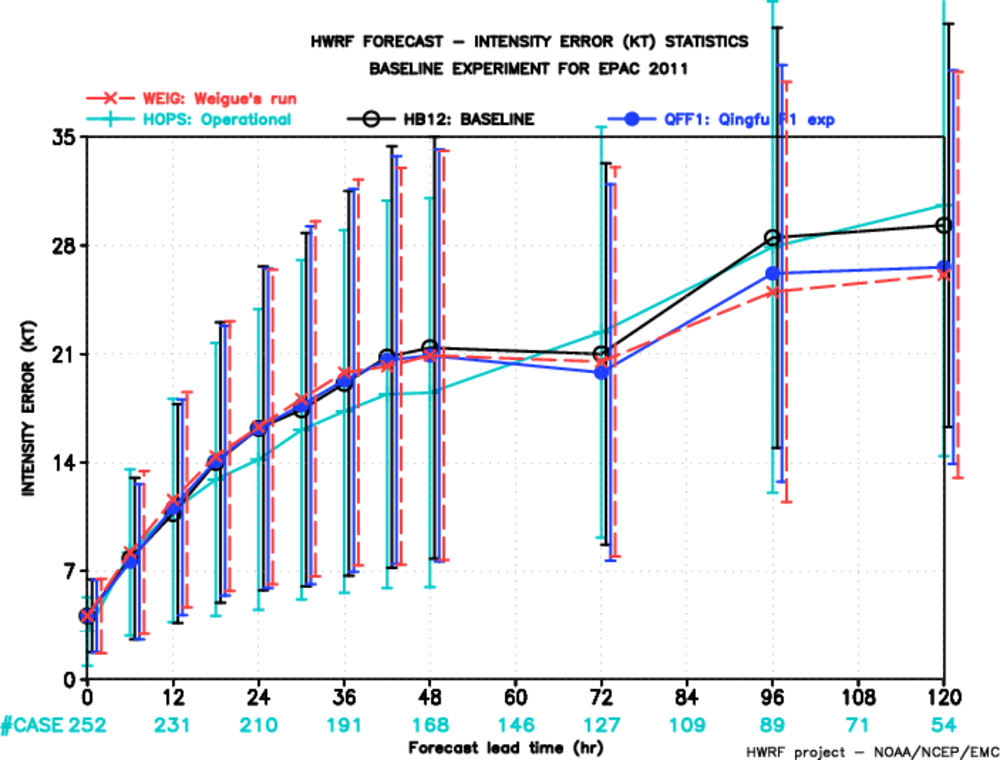 HWRF FORECAST – INTENSITY ERROR (KT) STATISTICS
BASELINE EXPERIMENT FOR EPAC 2011
WEIG: Weigue's run
HOPS: Operational HB12: BASELINE QFF1: Qingfu F1 exp
35
28
21
14
7
0
INTENSITY ERROR (KT)
0 12 24 36 48 60 72 84 96 108 120
#CASE 252 231 210 191 168 146 127 109 89 71 54
Forecast lead time (hr)
HWRF project – NOAA/NCEP/EMC